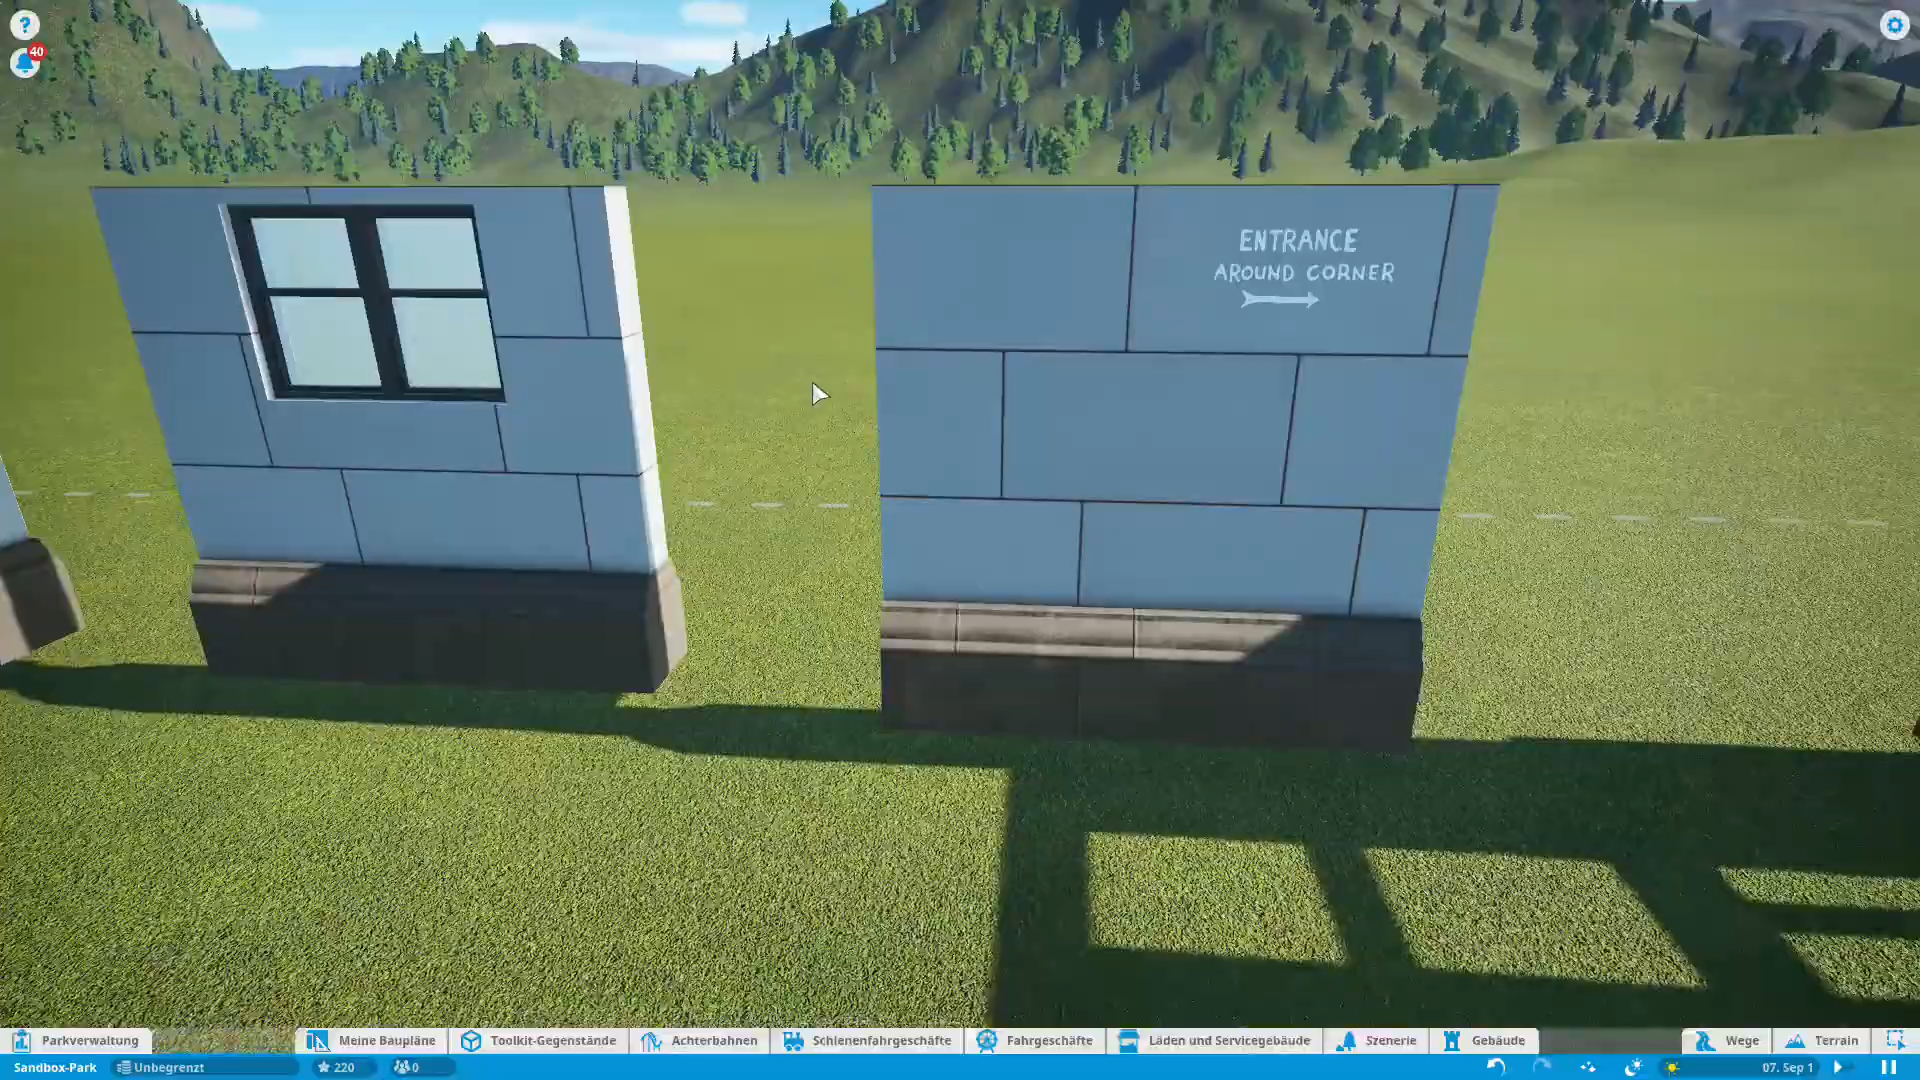 ?
40
ENTRANCE
AROUND CORNER
Parkverwaltung
Meine Baupläne
Toolkit-Gegenstände
Achterbahnen
Schienenfahrgeschäfte
Fahrgeschäfte
Läden und Servicegebäude
Szenerie
Gebäude
Wege
Terrain
Sandbox-Park
Unbegrenzt
220
0
07. Sep 1